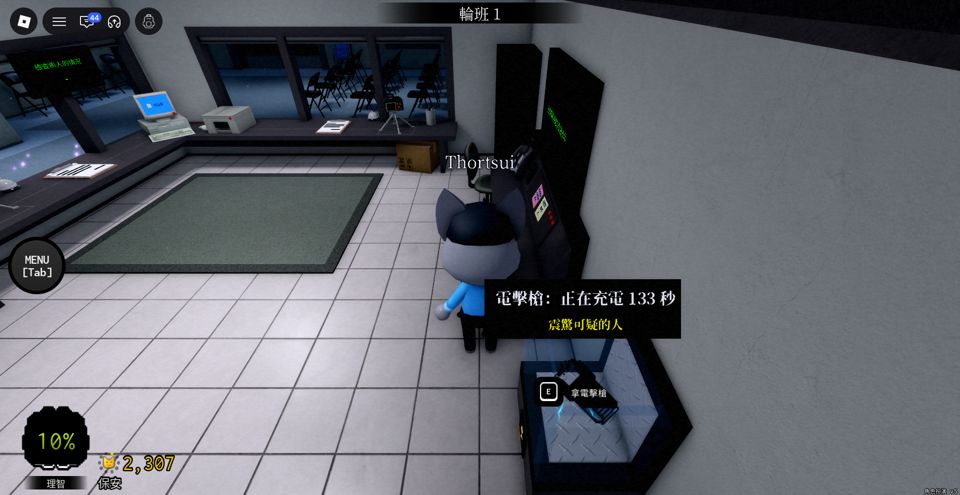 輪班 1
44
Thortsui
MENU
[Tab]
電擊槍：正在充電 133 秒
震驚可疑的人
E
拿電擊槍
10%
2,307
理智
保安